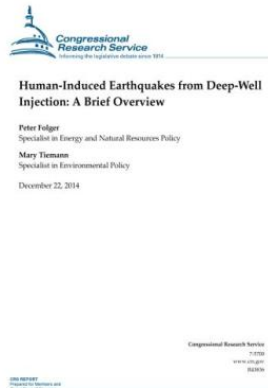 Congressional
Research Service
Informing the legislative debate since 1914
Human-Induced Earthquakes from Deep-Well
Injection: A Brief Overview
Peter Folger
Specialist in Energy and Natural Resources Policy
Mary Tiemann
Specialist in Environmental Policy
December 22, 2014
Congressional Research Service
7-5700
www.crs.gov
CRS REPORT
Prepared for Members and